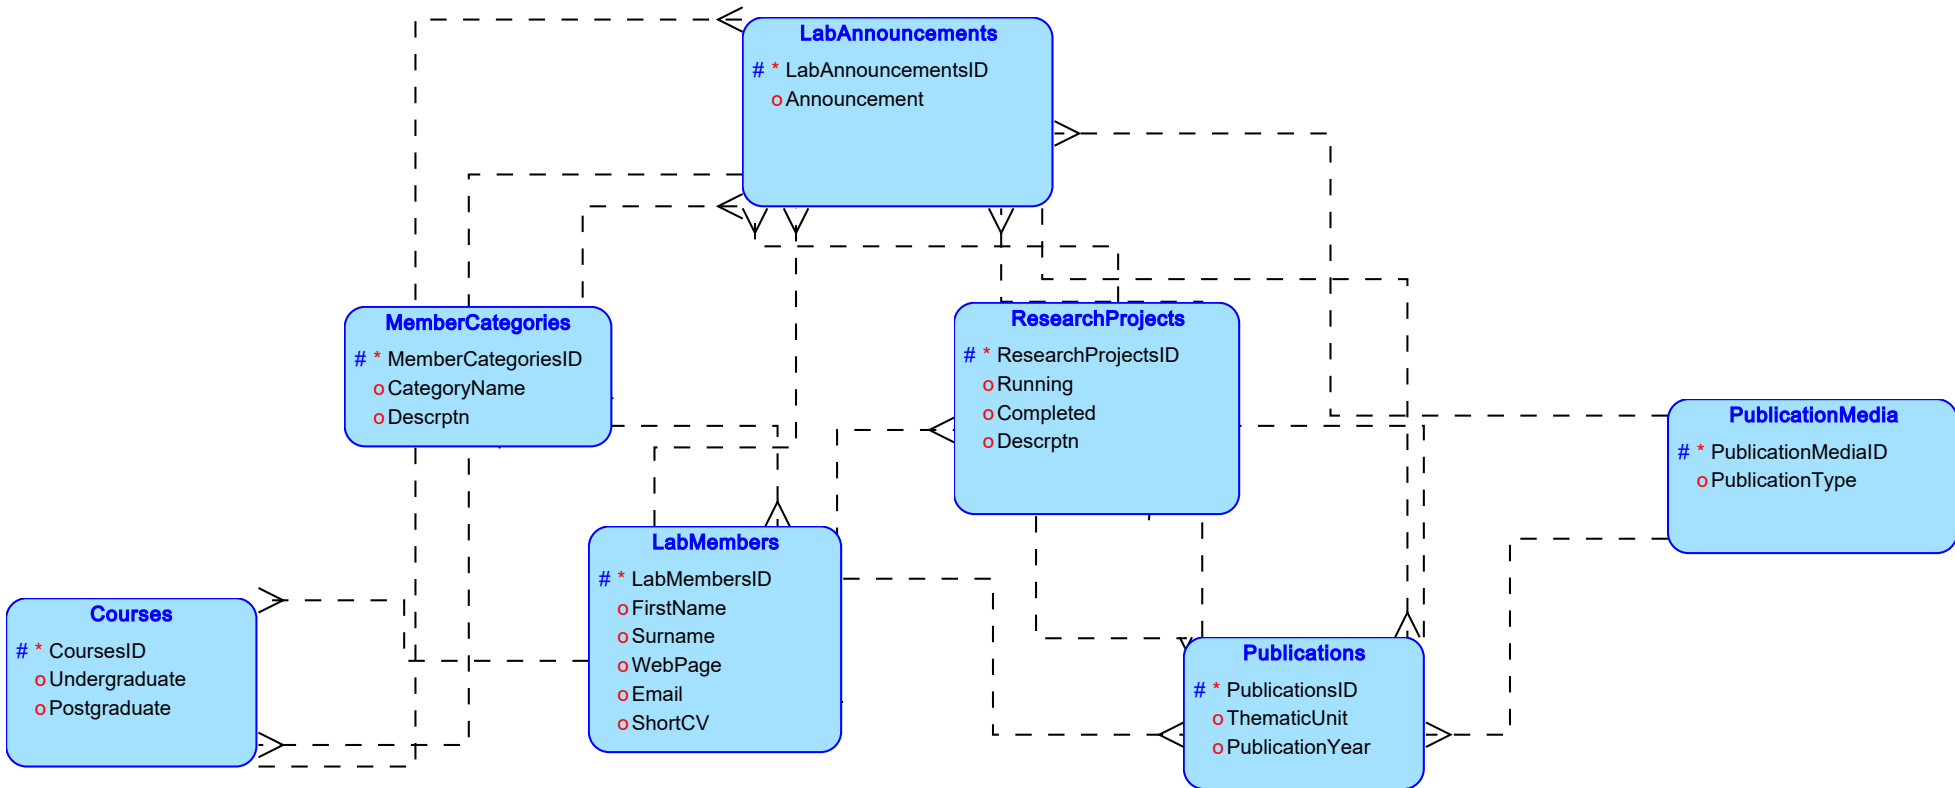 LabAnnouncements
# * LabAnnouncementsID
o Announcement
MemberCategories
# * MemberCategoriesID
o CategoryName
o Descrptn
ResearchProjects
# * ResearchProjectsID
o Running
o Completed
o Descrptn
PublicationMedia
# * PublicationMediaID
o PublicationType
LabMembers
# * LabMembersID
o FirstName
o Surname
o WebPage
o Email
o ShortCV
Courses
# * CoursesID
o Undergraduate
o Postgraduate
Publications
# * PublicationsID
o ThematicUnit
o PublicationYear